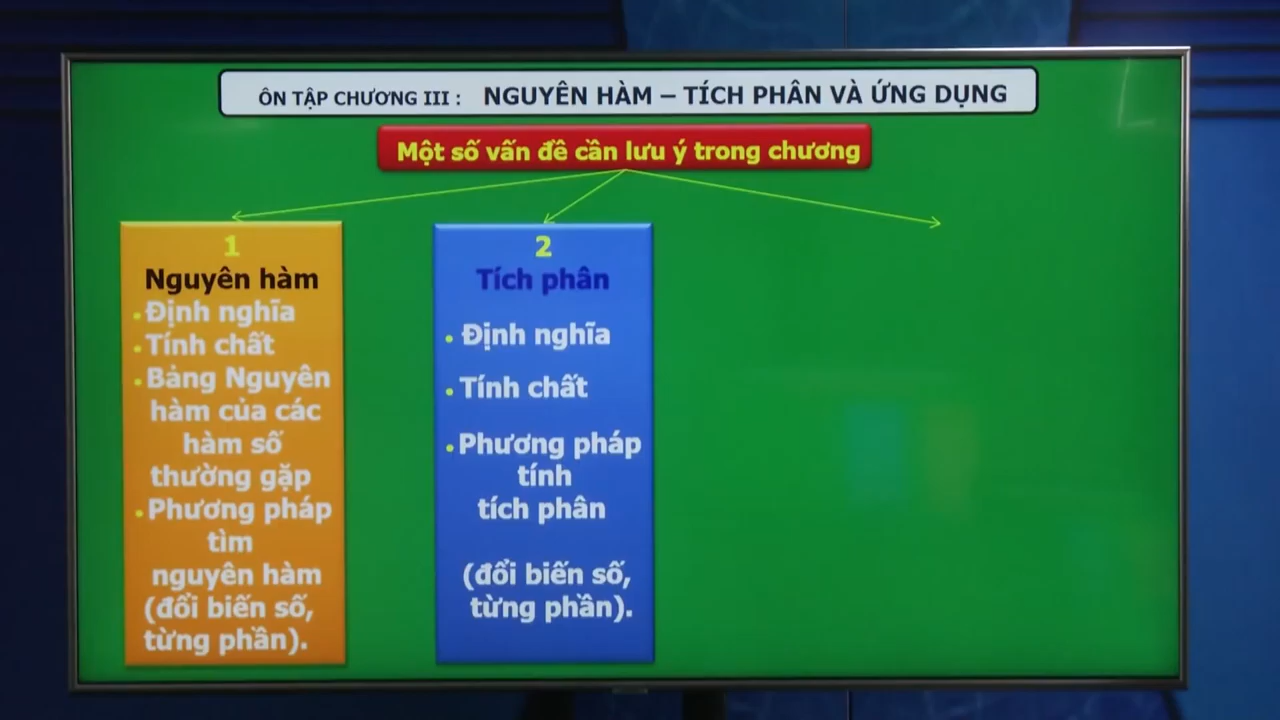 ÔN TẬP CHƯƠNG III : NGUYÊN HÀM – TÍCH PHÂN VÀ ỨNG DỤNG
Một số vấn đề cần lưu ý trong chương
1
Nguyên hàm
• Định nghĩa
• Tính chất
• Bảng Nguyên
hàm của các
hàm số
thường gặp
• Phương pháp
tìm
nguyên hàm
(đổi biến số,
từng phần).
2
Tích phân
• Định nghĩa
• Tính chất
• Phương pháp
tính
tích phân
(đổi biến số,
từng phần).